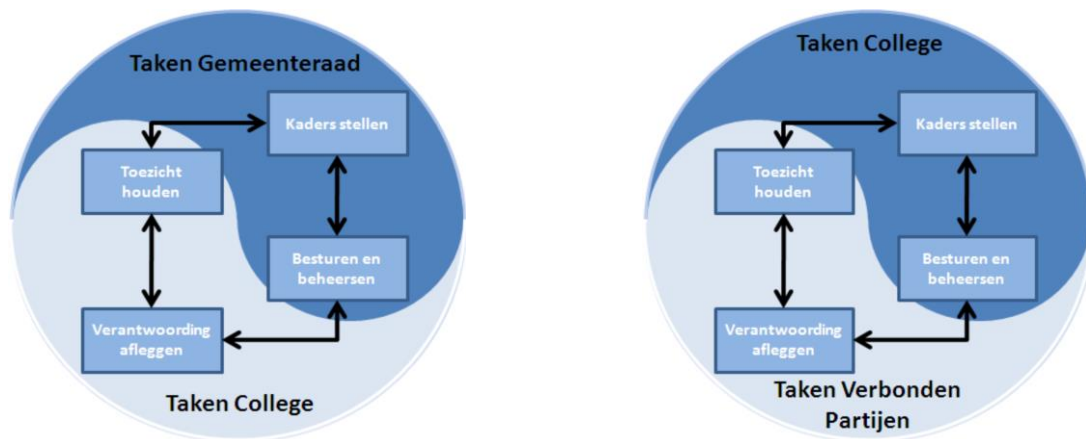 Taken Gemeenteraad
Kaders stellen
Toezicht
houden
Besturen en
beheersen
Verantwoording
afleggen
Taken College
Taken College
Kaders stellen
Toezicht
houden
Besturen en
beheersen
Verantwoording
afleggen
Taken Verbonden
Partijen